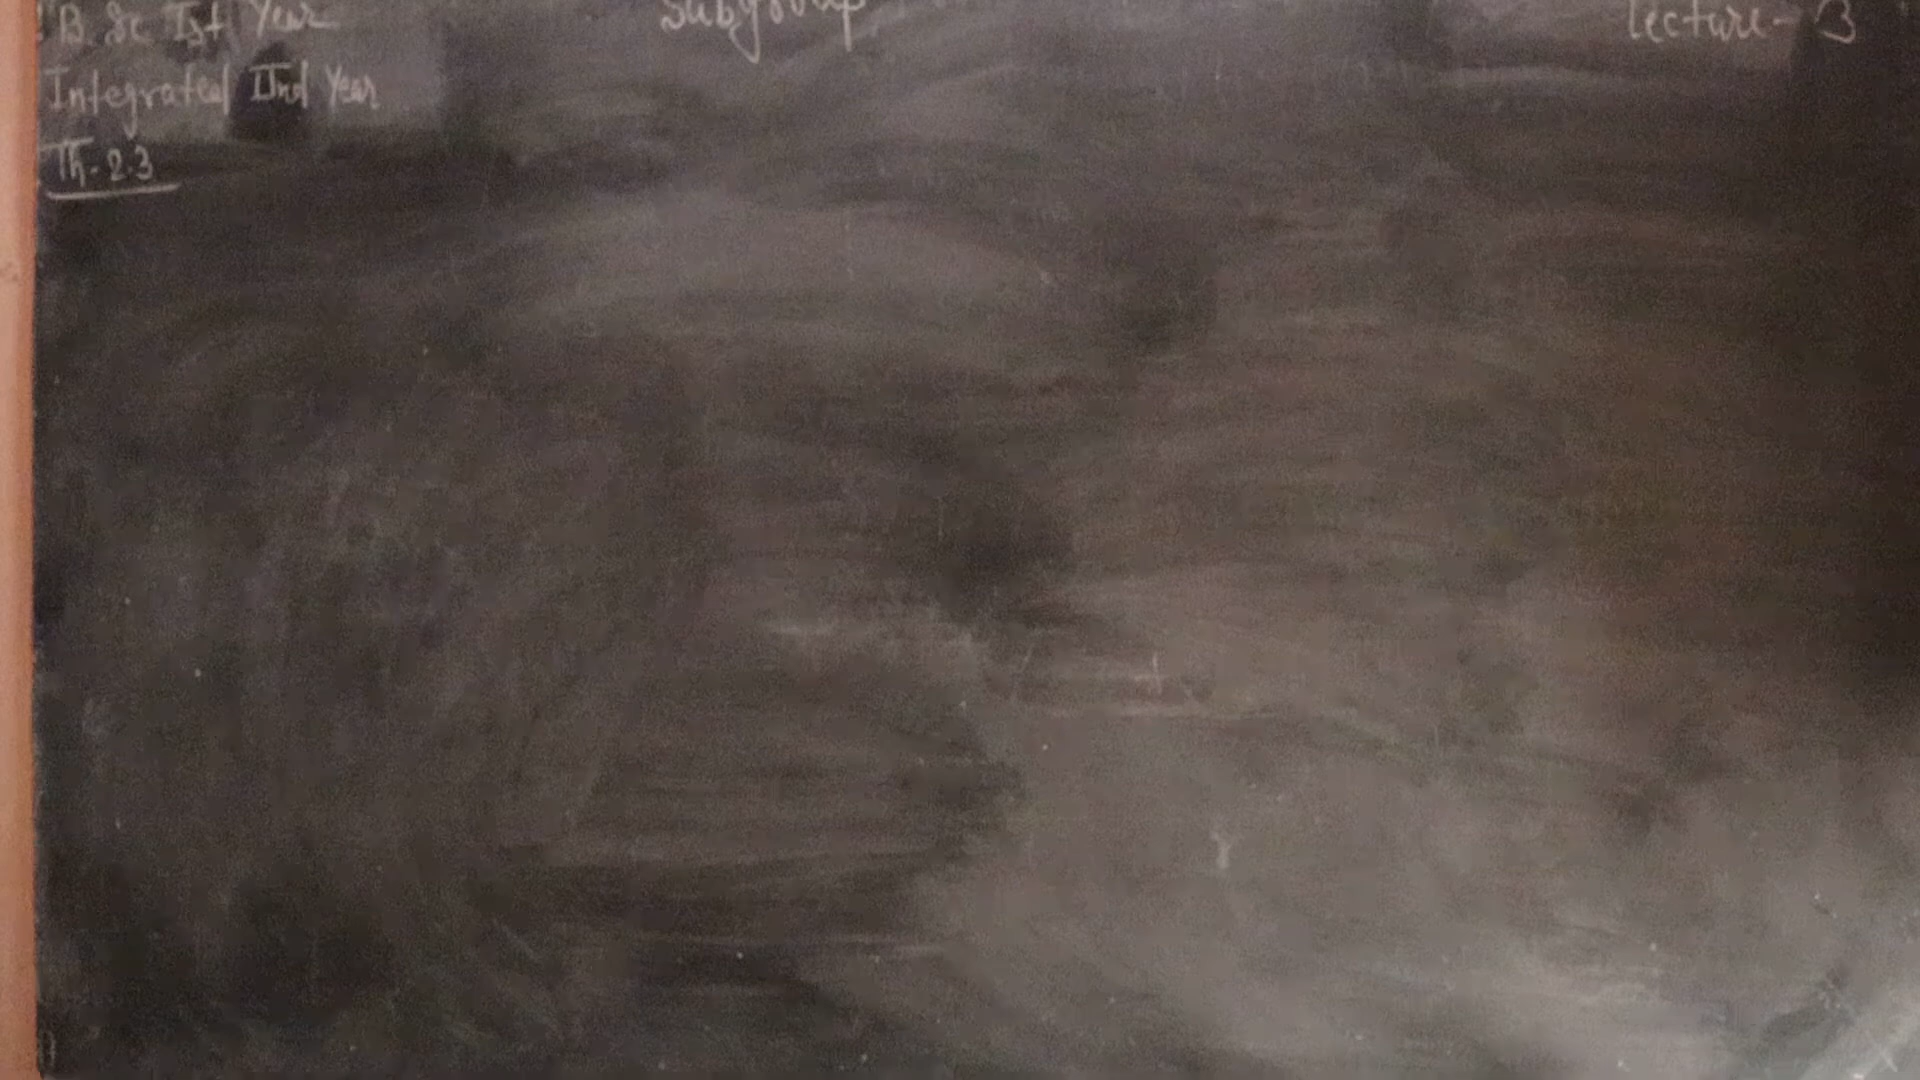 B. Sc Ist Year Subgroup Lecture - 3
Integrated IInd Year
Th. 2.3